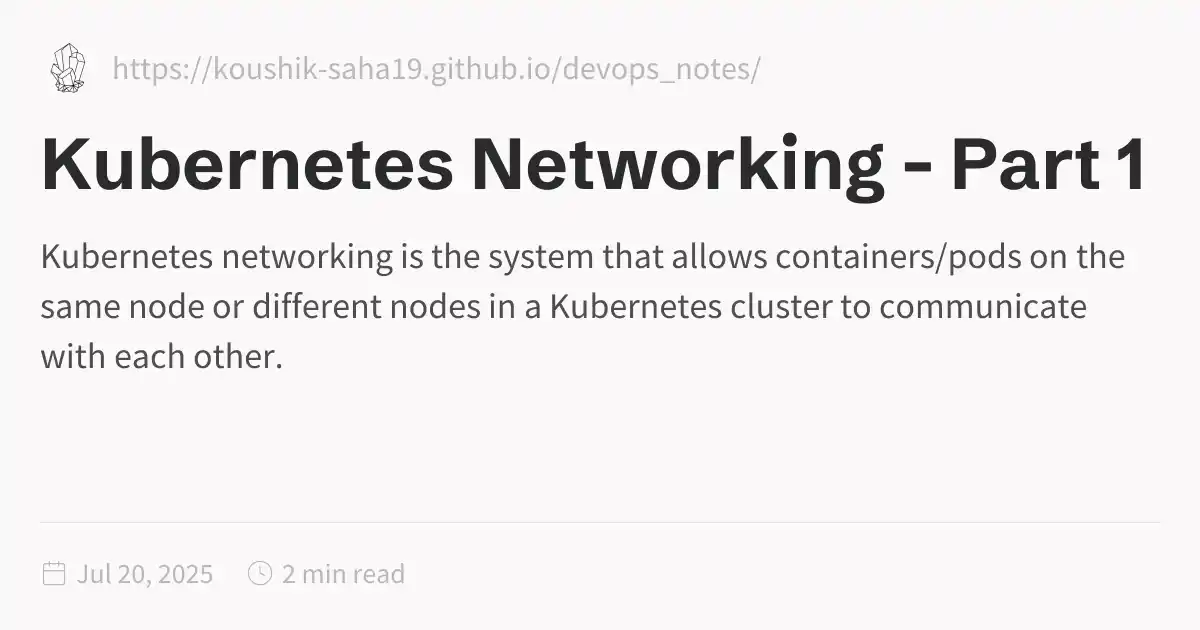 https://koushik-saha19.github.io/devops_notes/
Kubernetes Networking - Part 1
Kubernetes networking is the system that allows containers/pods on the
same node or different nodes in a Kubernetes cluster to communicate
with each other.
Jul 20, 2025 2 min read